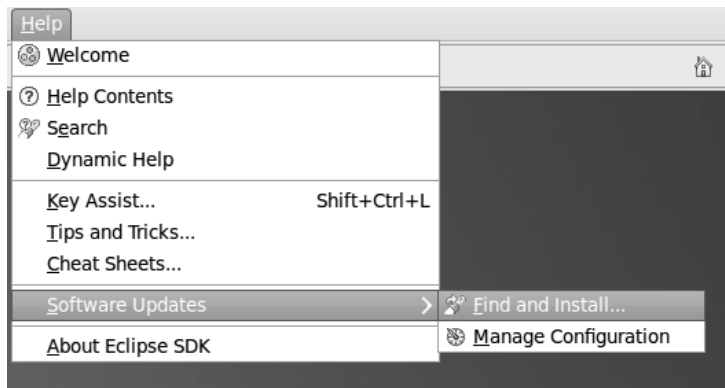 Help
Welcome
Help Contents
Search
Dynamic Help
Key Assist... Shift+Ctrl+L
Tips and Tricks...
Cheat Sheets...
Software Updates
Find and Install...
Manage Configuration
About Eclipse SDK